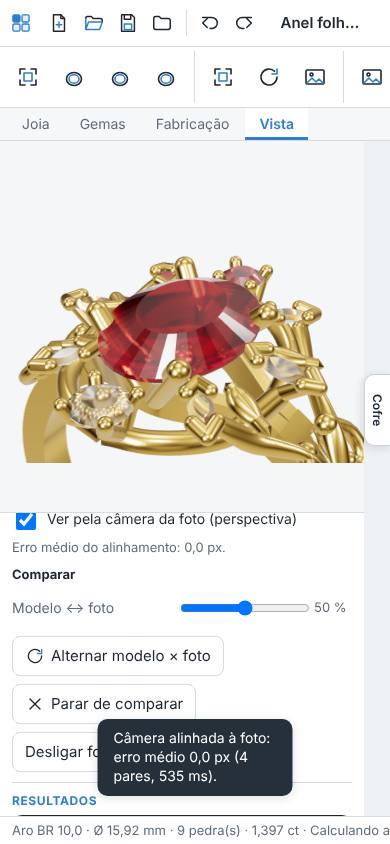 Anel folh...
Joia Gemas Fabricação Vista
Cofre
Ver pela câmera da foto (perspectiva)
Erro médio do alinhamento: 0,0 px.
Comparar
Modelo ↔ foto 50 %
Alternar modelo × foto
Parar de comparar
Desligar fo
Câmera alinhada à foto:
erro médio 0,0 px (4
pares, 535 ms).
RESULTADOS
Aro BR 10,0 · Ø 15,92 mm · 9 pedra(s) · 1,397 ct · Calculando a